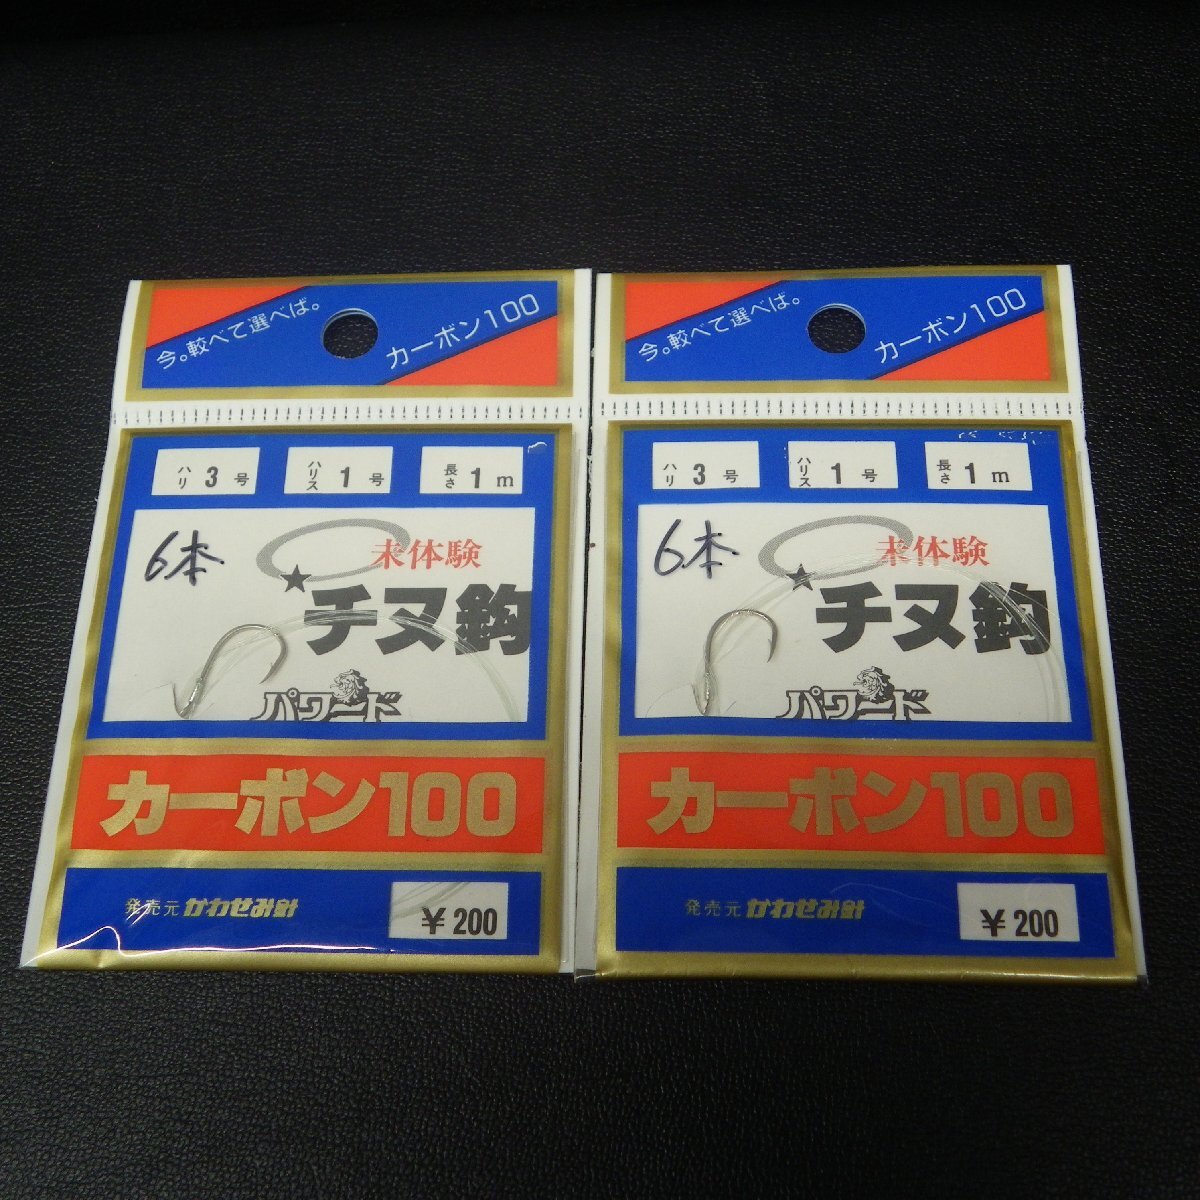 今。較べて選べば。
カーボン100
ハリ 3号 ハリス 1号 長さ 1m
6本
未体験
チヌ鈎
パワード
カーボン100
発売元 かわせみ針
¥200
今。較べて選べば。
カーボン100
ハリ 3号 ハリス 1号 長さ 1m
6本
未体験
チヌ鈎
パワード
カーボン100
発売元 かわせみ針
¥200